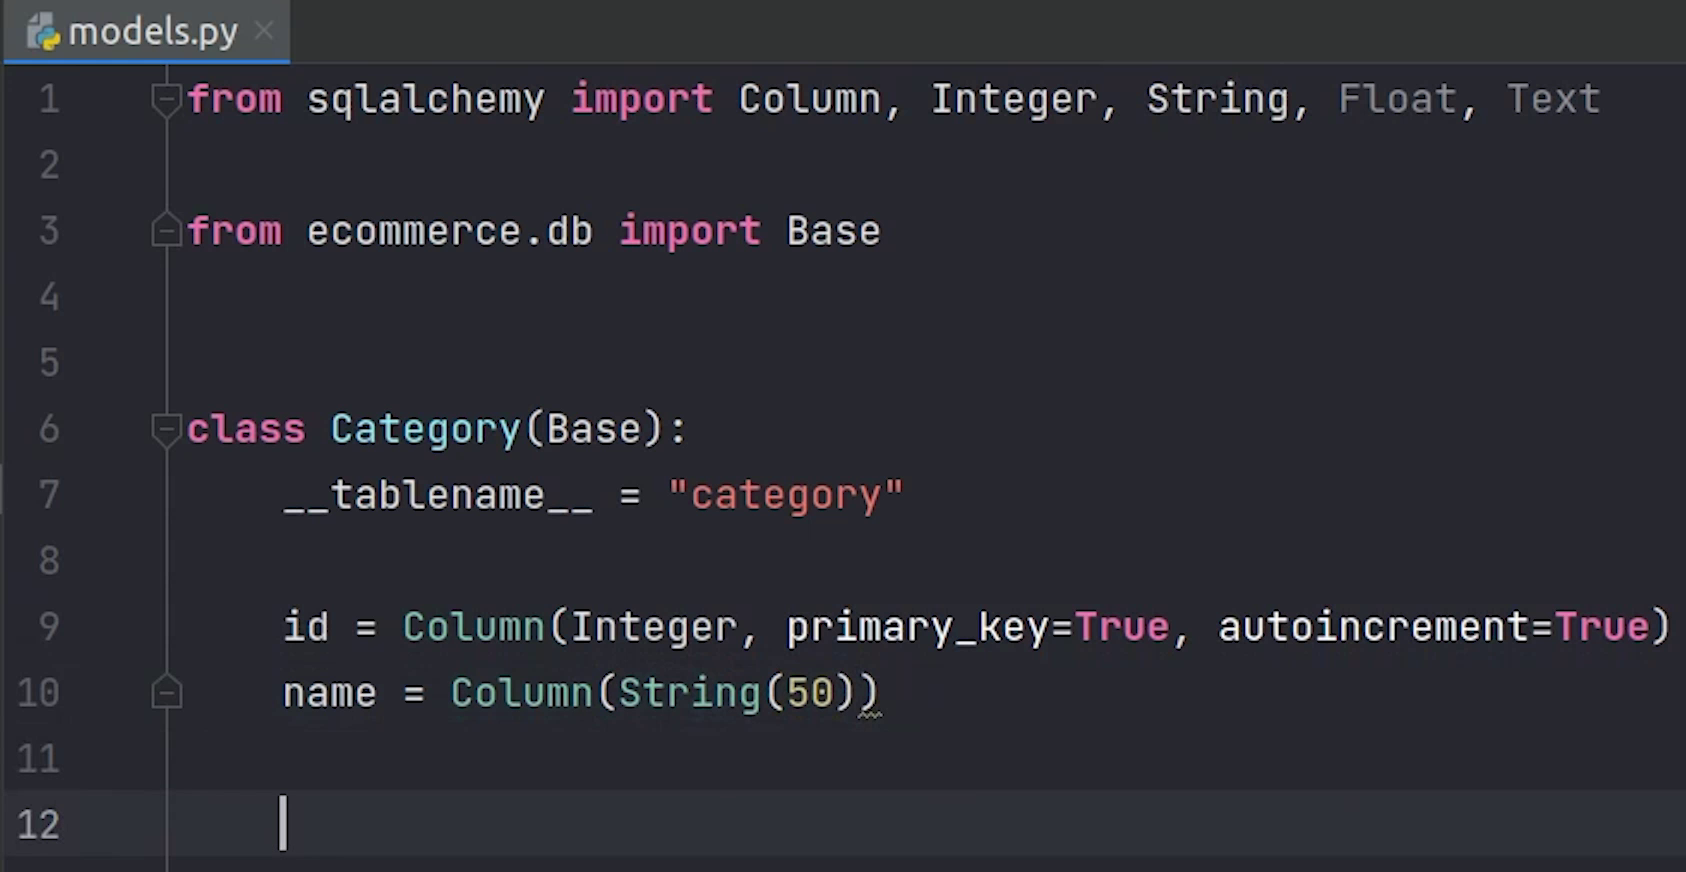 models.py
1 from sqlalchemy import Column, Integer, String, Float, Text
2
3 from ecommerce.db import Base
4
5
6 class Category(Base):
7     __tablename__ = "category"
8
9     id = Column(Integer, primary_key=True, autoincrement=True)
10     name = Column(String(50))
11
12